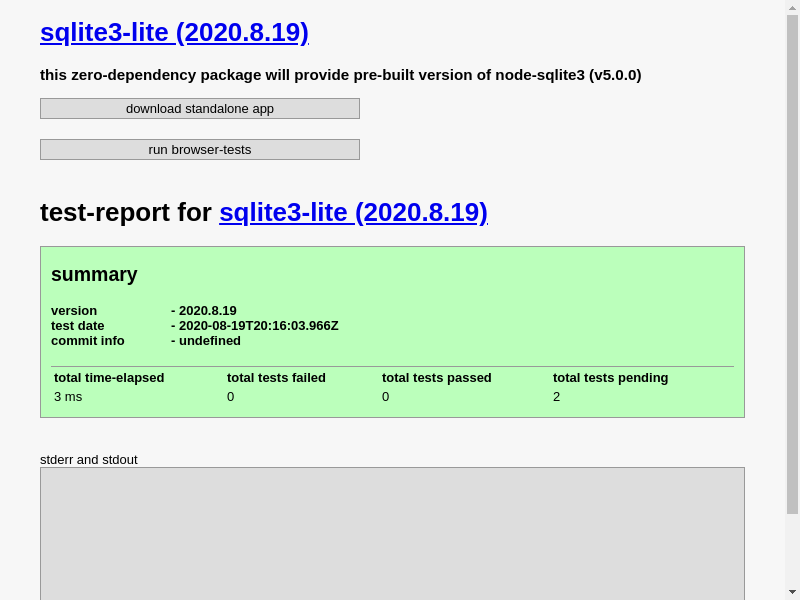 sqlite3-lite (2020.8.19)
this zero-dependency package will provide pre-built version of node-sqlite3 (v5.0.0)
download standalone app
run browser-tests
test-report for sqlite3-lite (2020.8.19)
summary
version - 2020.8.19
test date - 2020-08-19T20:16:03.966Z
commit info - undefined
total time-elapsed total tests failed total tests passed total tests pending
3 ms 0 0 2
stderr and stdout